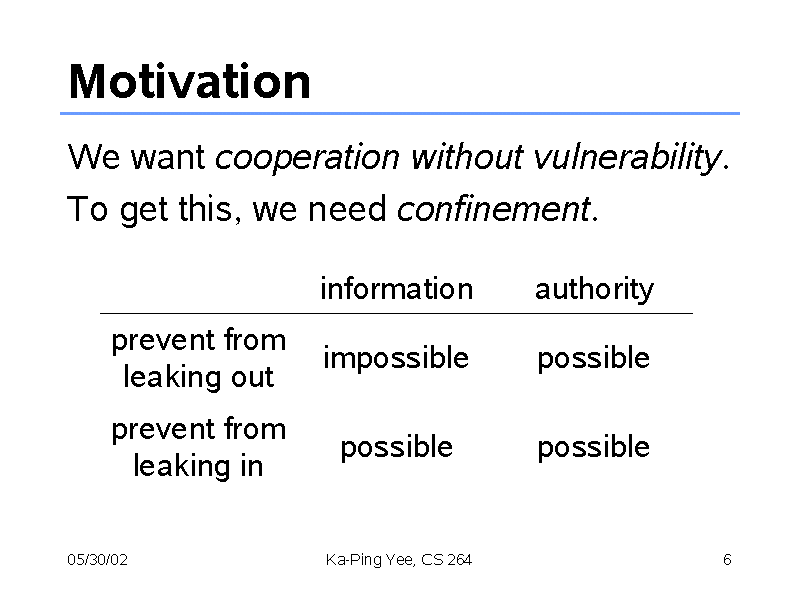 Motivation
We want cooperation without vulnerability.
To get this, we need confinement.
information authority
prevent from
leaking out
impossible possible
prevent from
leaking in
possible possible
05/30/02 Ka-Ping Yee, CS 264 6